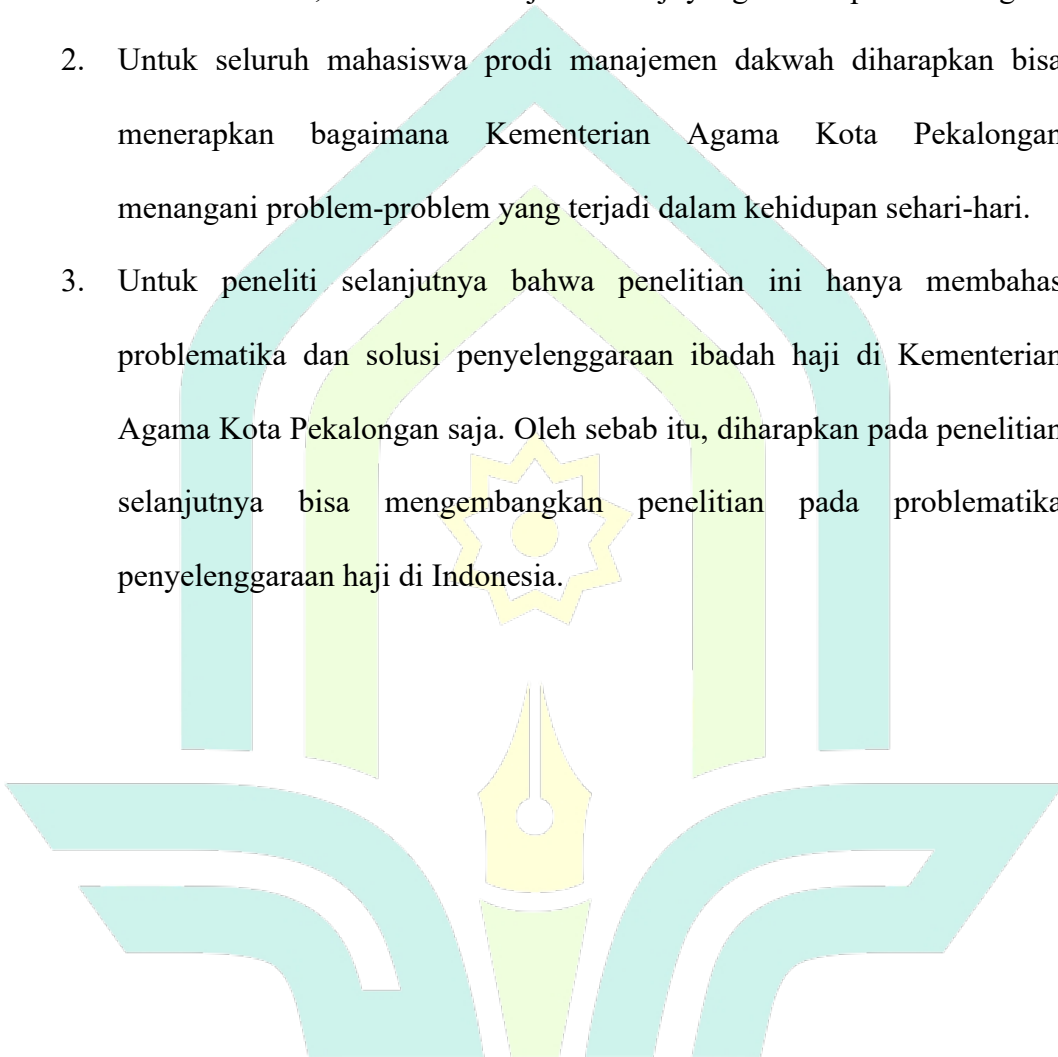 2. Untuk seluruh mahasiswa prodi manajemen dakwah diharapkan bisa
menerapkan bagaimana Kementerian Agama Kota Pekalongan
menangani problem-problem yang terjadi dalam kehidupan sehari-hari.
3. Untuk peneliti selanjutnya bahwa penelitian ini hanya membahas
problematika dan solusi penyelenggaraan ibadah haji di Kementerian
Agama Kota Pekalongan saja. Oleh sebab itu, diharapkan pada penelitian
selanjutnya bisa mengembangkan penelitian pada problematika
penyelenggaraan haji di Indonesia.